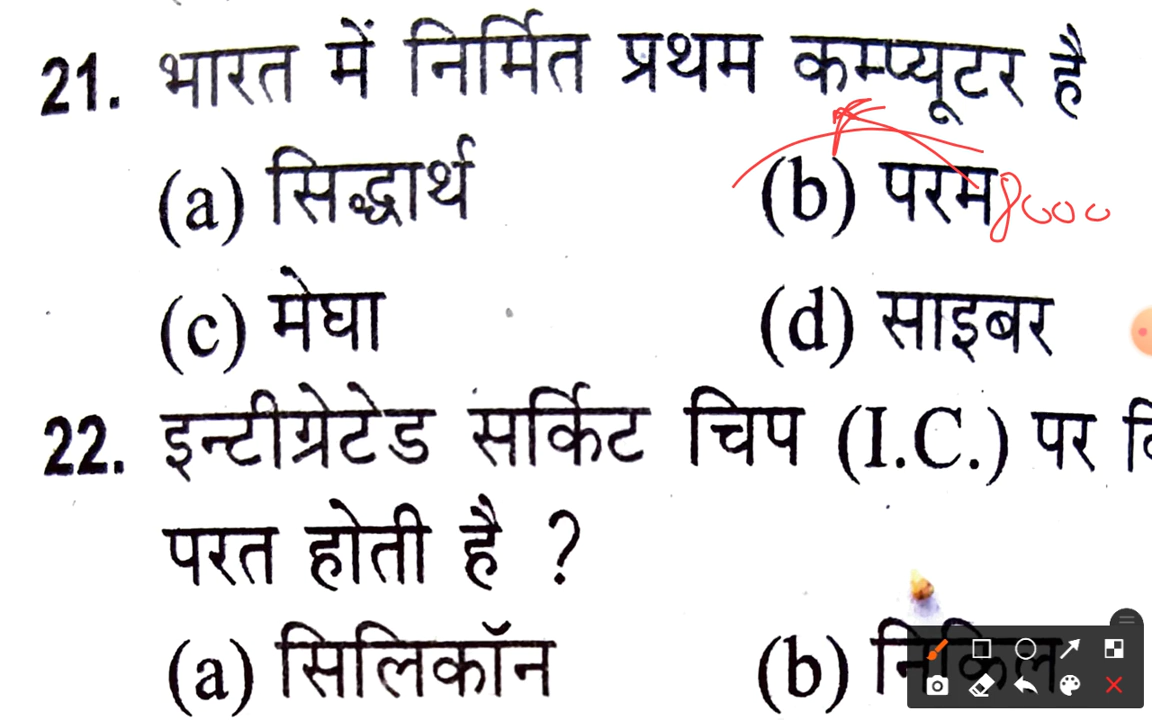 21. भारत में निर्मित प्रथम कम्प्यूटर है
(a) सिद्धार्थ (b) परम 8000
(c) मेघा (d) साइबर
22. इन्टीग्रेटेड सर्किट चिप (I.C.) पर
परत होती है ?
(a) सिलिकॉन (b) निकिल